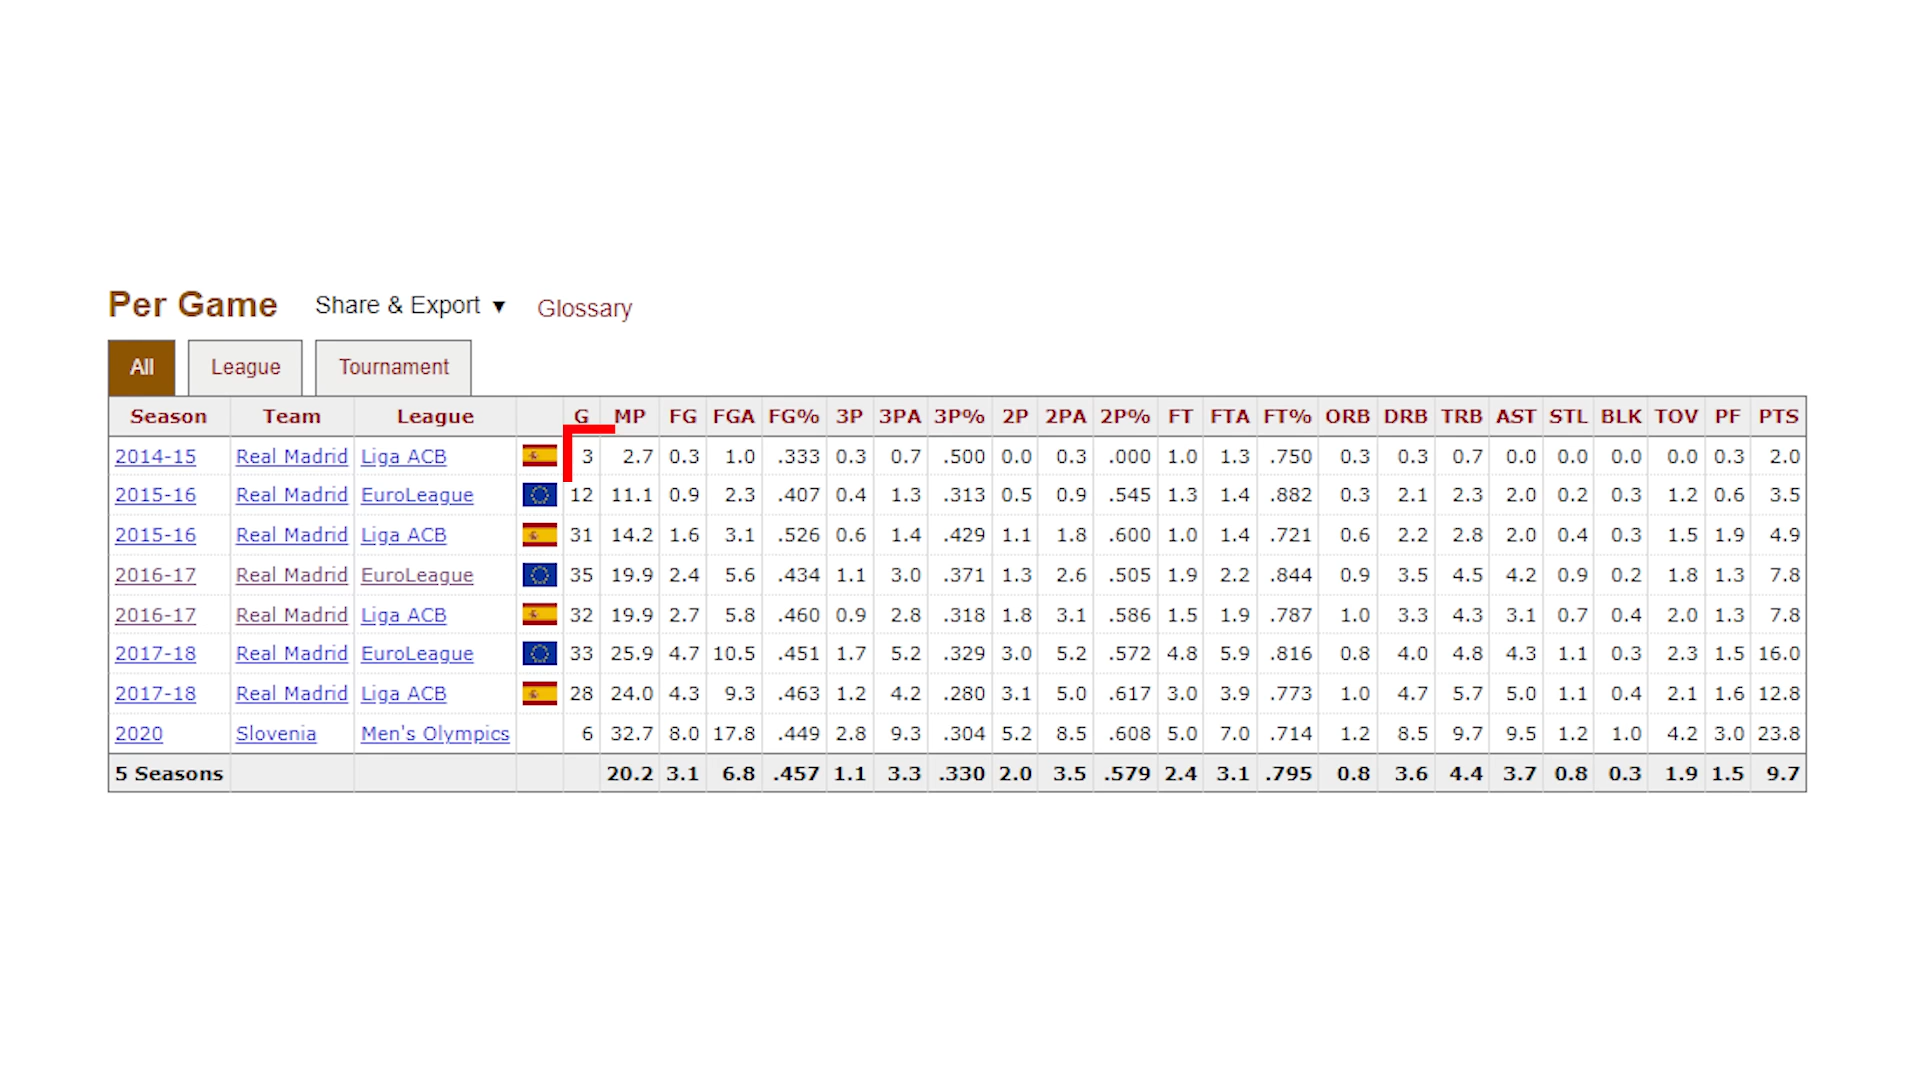 Per Game Share & Export ▼ Glossary
All League Tournament
Season Team League G MP FG FGA FG% 3P 3PA 3P% 2P 2PA 2P% FT FTA FT% ORB DRB TRB AST STL BLK TOV PF PTS
2014-15 Real Madrid Liga ACB 3 2.7 0.3 1.0 .333 0.3 0.7 .500 0.0 0.3 .000 1.0 1.3 .750 0.3 0.3 0.7 0.0 0.0 0.0 0.0 0.3 2.0
2015-16 Real Madrid EuroLeague 12 11.1 0.9 2.3 .407 0.4 1.3 .313 0.5 0.9 .545 1.3 1.4 .882 0.3 2.1 2.3 2.0 0.2 0.3 1.2 0.6 3.5
2015-16 Real Madrid Liga ACB 31 14.2 1.6 3.1 .526 0.6 1.4 .429 1.1 1.8 .600 1.0 1.4 .721 0.6 2.2 2.8 2.0 0.4 0.3 1.5 1.9 4.9
2016-17 Real Madrid EuroLeague 35 19.9 2.4 5.6 .434 1.1 3.0 .371 1.3 2.6 .505 1.9 2.2 .844 0.9 3.5 4.5 4.2 0.9 0.2 1.8 1.3 7.8
2016-17 Real Madrid Liga ACB 32 19.9 2.7 5.8 .460 0.9 2.8 .318 1.8 3.1 .586 1.5 1.9 .787 1.0 3.3 4.3 3.1 0.7 0.4 2.0 1.3 7.8
2017-18 Real Madrid EuroLeague 33 25.9 4.7 10.5 .451 1.7 5.2 .329 3.0 5.2 .572 4.8 5.9 .816 0.8 4.0 4.8 4.3 1.1 0.3 2.3 1.5 16.0
2017-18 Real Madrid Liga ACB 28 24.0 4.3 9.3 .463 1.2 4.2 .280 3.1 5.0 .617 3.0 3.9 .773 1.0 4.7 5.7 5.0 1.1 0.4 2.1 1.6 12.8
2020 Slovenia Men's Olympics 6 32.7 8.0 17.8 .449 2.8 9.3 .304 5.2 8.5 .608 5.0 7.0 .714 1.2 8.5 9.7 9.5 1.2 1.0 4.2 3.0 23.8
5 Seasons 20.2 3.1 6.8 .457 1.1 3.3 .330 2.0 3.5 .579 2.4 3.1 .795 0.8 3.6 4.4 3.7 0.8 0.3 1.9 1.5 9.7